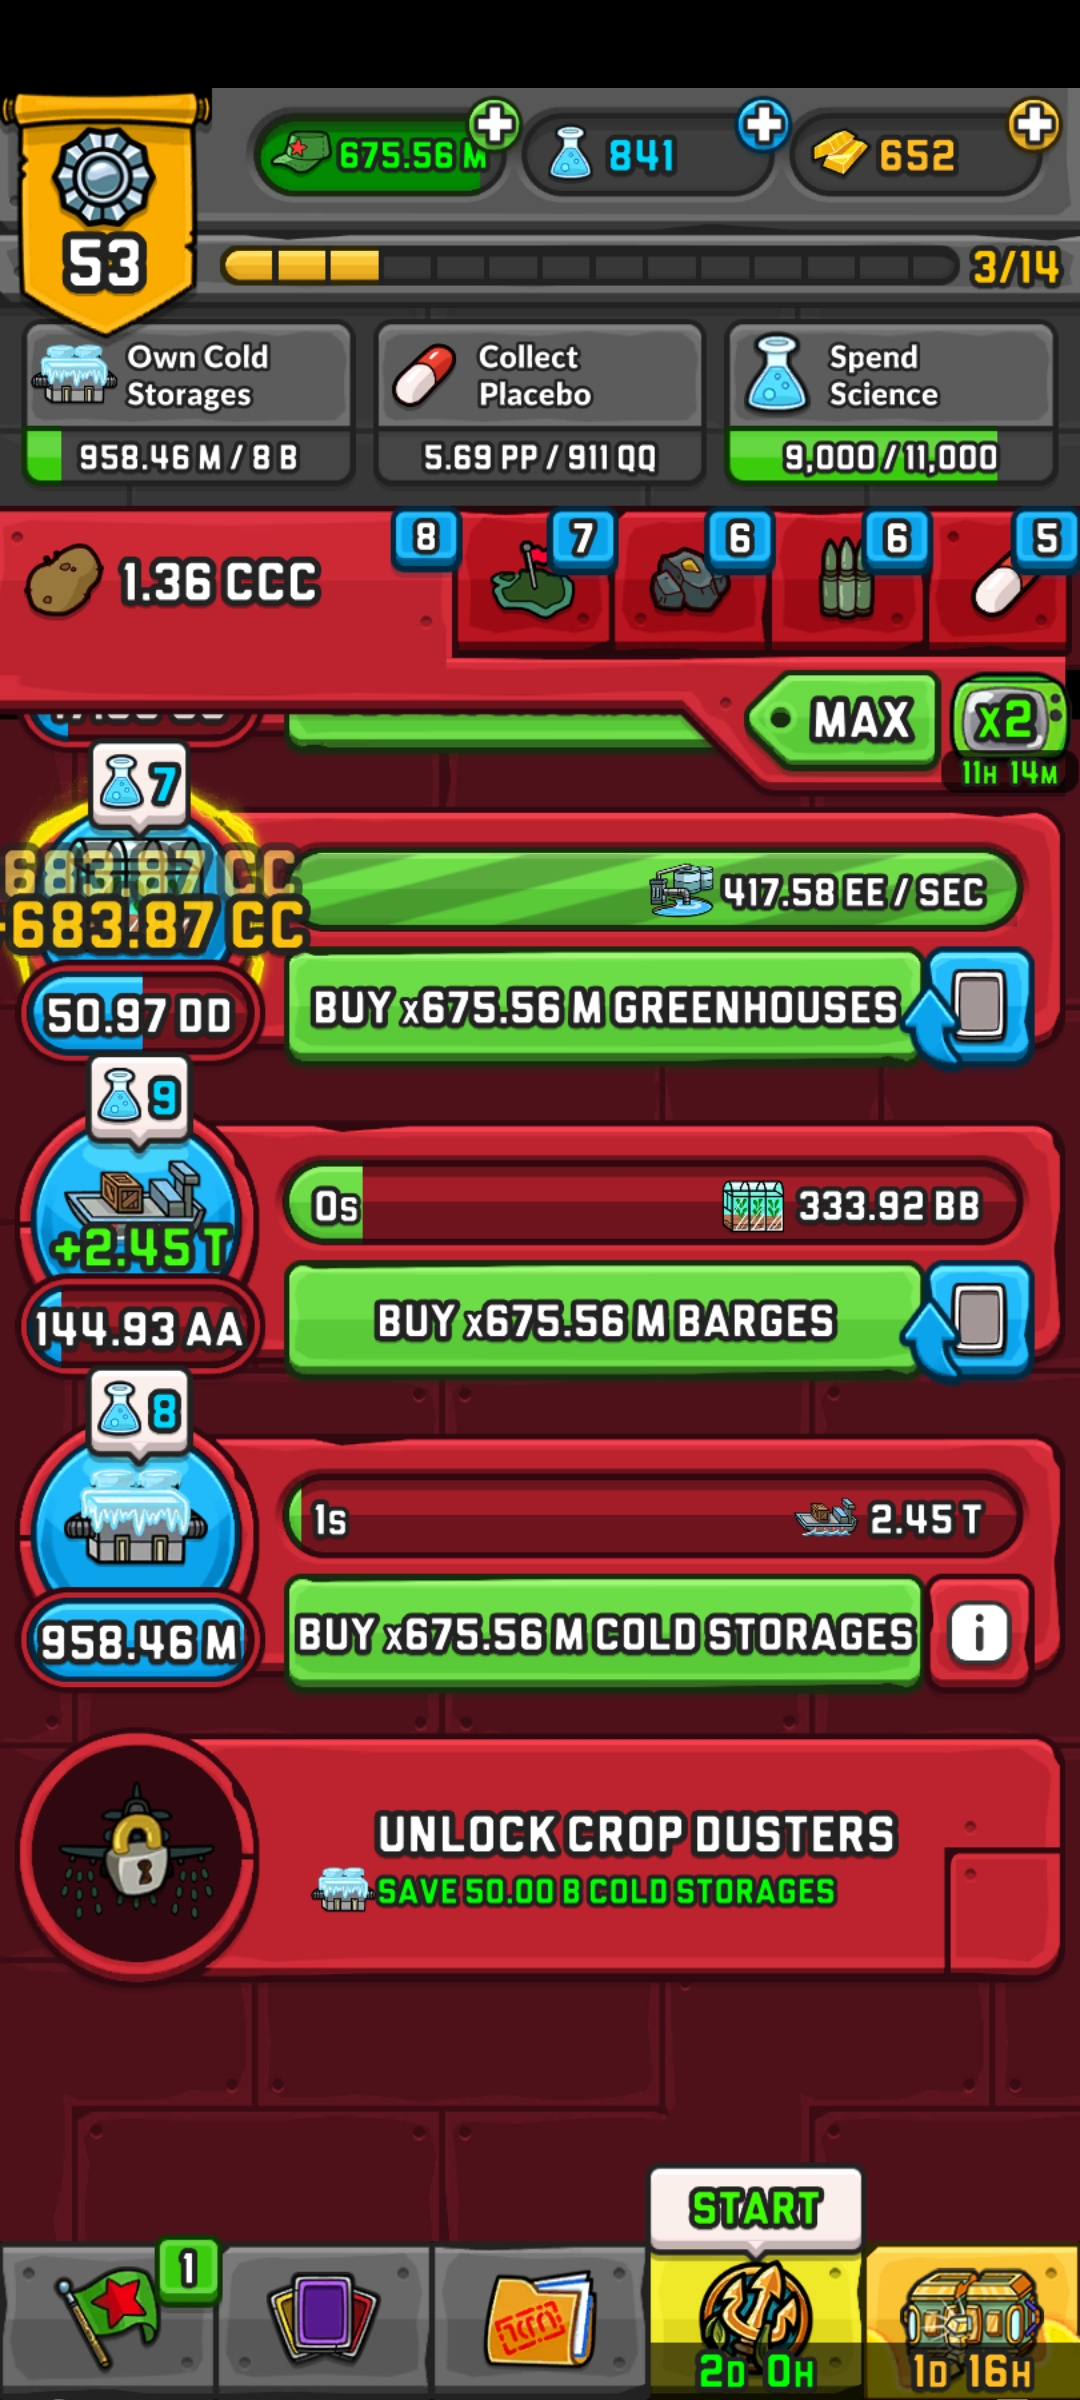 53
675.56 M
841
652
3/14
Own Cold
Storages
958.46 M / 8 B
Collect
Placebo
5.69 PP / 911 QQ
Spend
Science
9,000 / 11,000
1.36 CCC
8
7
6
6
5
MAX
x2
11H 14M
7
683.87 CC
-683.87 CC
417.58 EE / SEC
50.97 DD
BUY x675.56 M GREENHOUSES
9
+2.45 T
0s
333.92 BB
144.93 AA
BUY x675.56 M BARGES
8
1s
2.45 T
958.46 M
BUY x675.56 M COLD STORAGES
i
UNLOCK CROP DUSTERS
SAVE 50.00 B COLD STORAGES
START
1
2D 0H
1D 16H